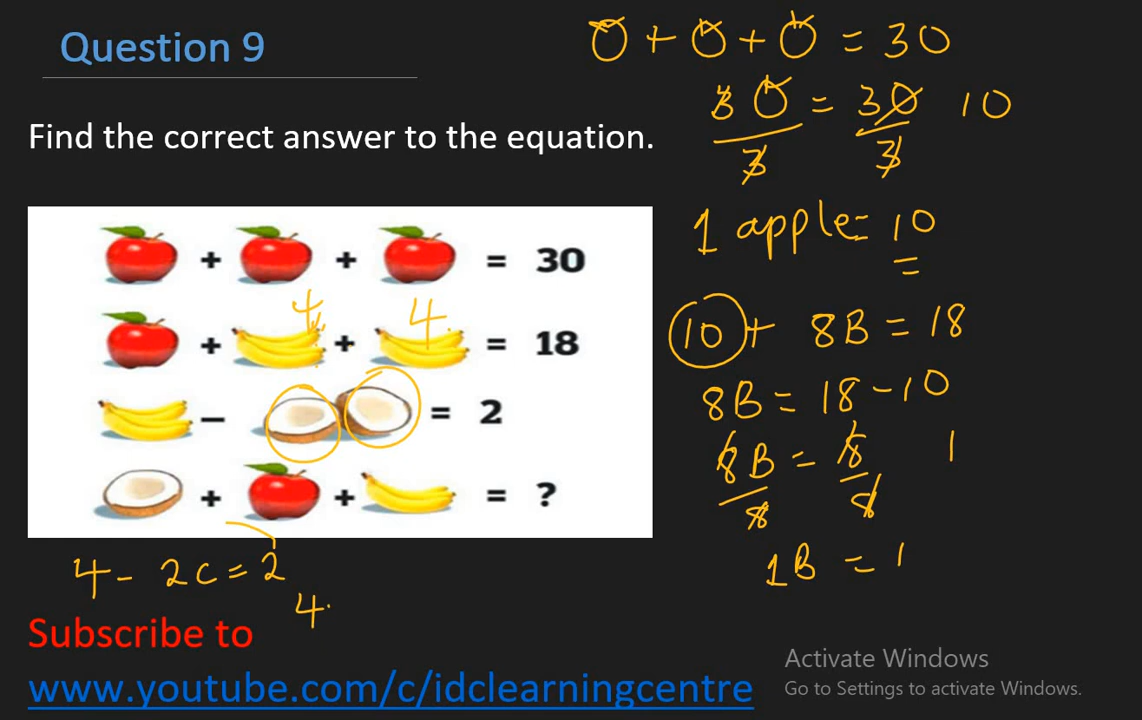 Question 9
Find the correct answer to the equation.
+ + = 30
4 4
+ + = 18
- = 2
+ + = ?
4 - 2C = 2
4.
Subscribe to
www.youtube.com/c/idclearningcentre
+ + = 30
3 = 30 10
3 3
1 apple = 10
10 + 8B = 18
8B = 18 - 10
8B = 8 1
8 8
1B = 1
Activate Windows
Go to Settings to activate Windows.